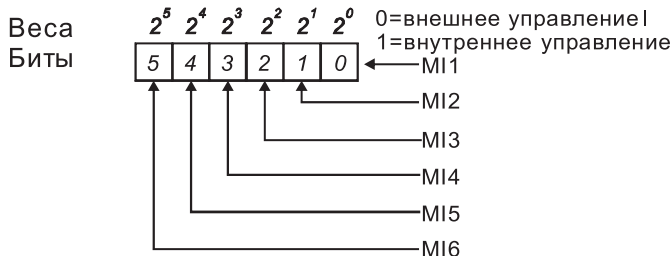 Веса 2⁵ 2⁴ 2³ 2² 2¹ 2⁰ 0=внешнее управлениеI
1=внутреннее управление
Биты 5 4 3 2 1 0 MI1
MI2
MI3
MI4
MI5
MI6